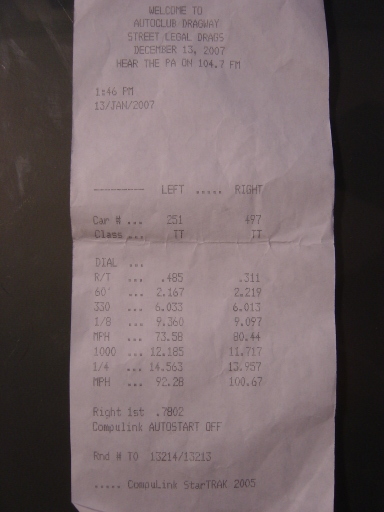 WELCOME TO
AUTOCLUB DRAGWAY
STREET LEGAL DRAGS
DECEMBER 13, 2007
HEAR THE PA ON 104.7 FM
1:46 PM
13/JAN/2007
----------- LEFT ..... RIGHT
Car # ... 251 497
Class ... TT TT
DIAL ...
R/T ... .485 .311
60' ... 2.167 2.219
330 ... 6.033 6.013
1/8 ... 9.360 9.097
MPH ... 73.58 80.44
1000 ... 12.185 11.717
1/4 ... 14.563 13.957
MPH ... 92.28 100.67
Right 1st .7802
Compulink AUTOSTART OFF
Rnd # TO 13214/13213
..... CompuLink StarTRAK 2005